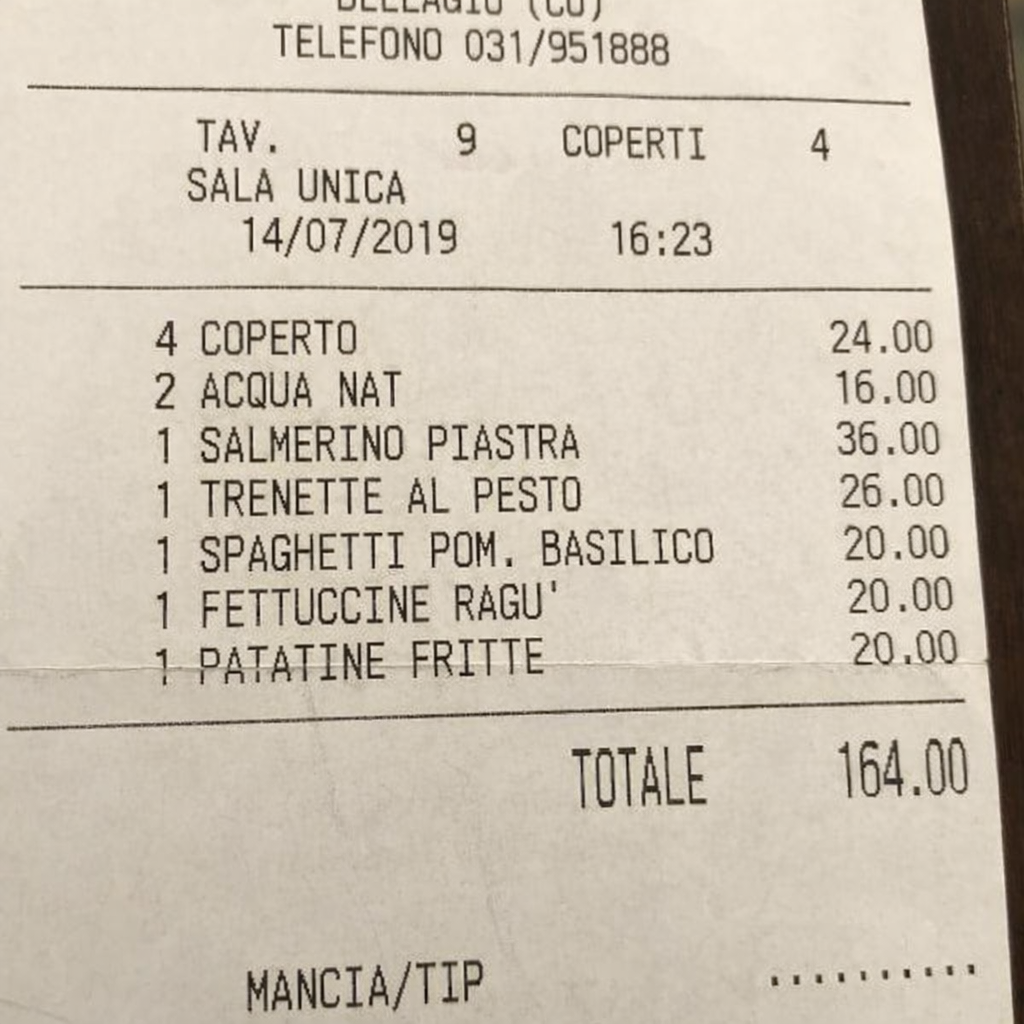 BELLAGIO (CO)
TELEFONO 031/951888
TAV. 9 COPERTI 4
SALA UNICA
14/07/2019 16:23
4 COPERTO 24.00
2 ACQUA NAT 16.00
1 SALMERINO PIASTRA 36.00
1 TRENETTE AL PESTO 26.00
1 SPAGHETTI POM. BASILICO 20.00
1 FETTUCCINE RAGU' 20.00
1 PATATINE FRITTE 20.00
TOTALE 164.00
MANCIA/TIP ..........